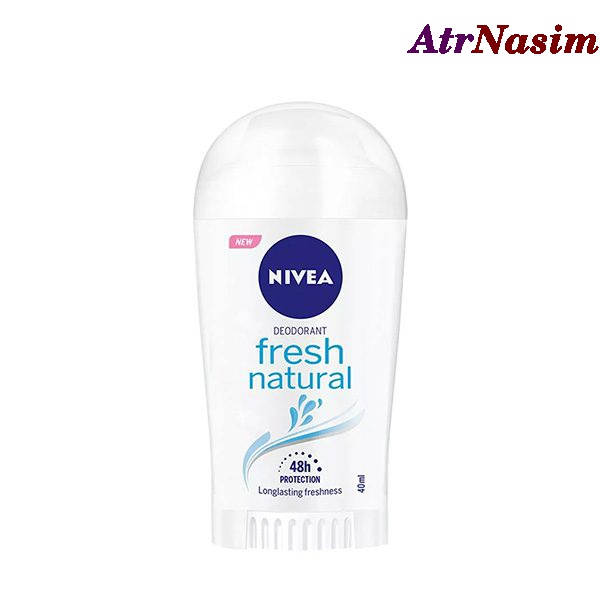 AtrNasim
NEW
NIVEA
DEODORANT
fresh
natural
48h
PROTECTION
Longlasting freshness
40ml